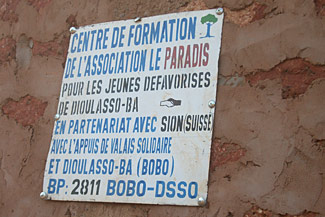 CENTRE DE FORMATION
DE L'ASSOCIATION LE PARADIS
POUR LES JEUNES DEFAVORISES
DE DIOULASSO-BA
EN PARTENARIAT AVEC SION (SUISSE
AVEC L'APPUIS DE VALAIS SOLIDAIRE
ET DIOULASSO-BA (BOBO)
BP: 2811 BOBO-DSSO